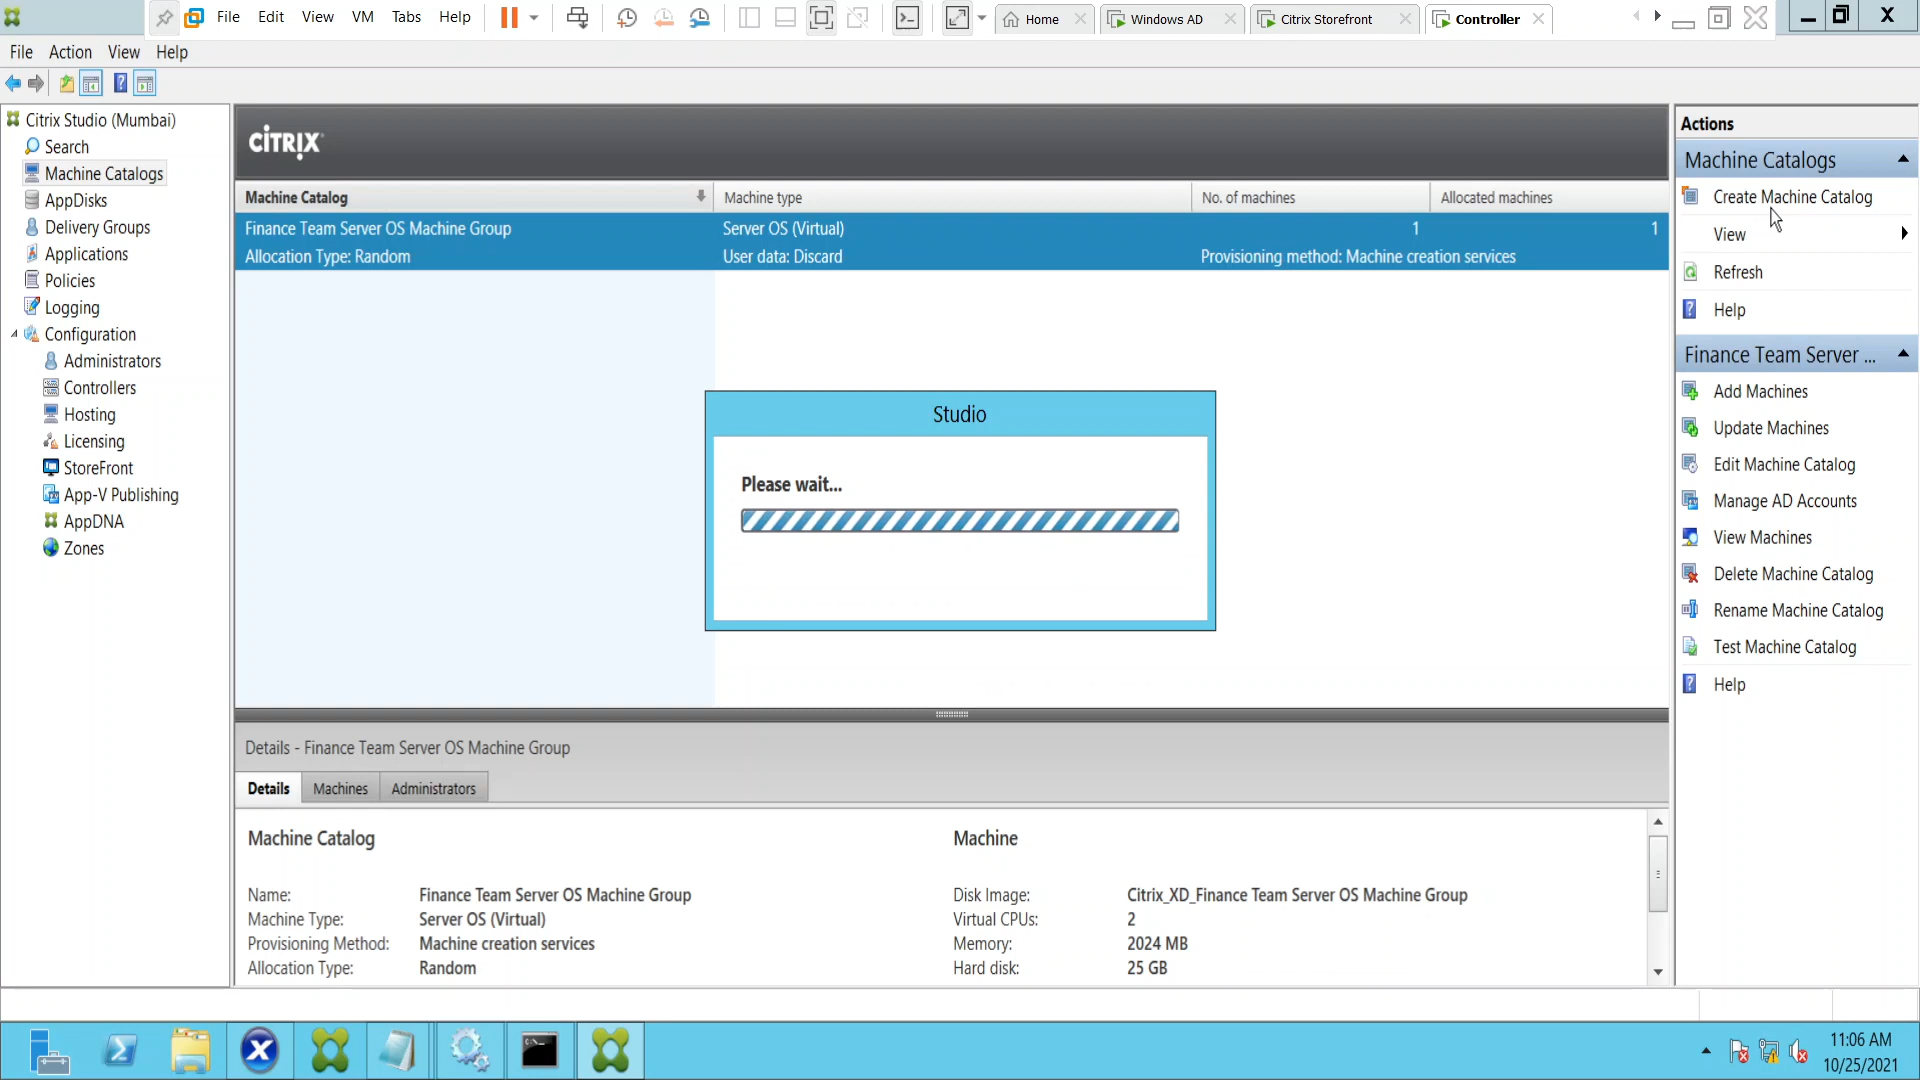 File Edit View VM Tabs Help
Home Windows AD Citrix Storefront Controller
File Action View Help
Citrix Studio (Mumbai)
Search
Machine Catalogs
AppDisks
Delivery Groups
Applications
Policies
Logging
Configuration
Administrators
Controllers
Hosting
Licensing
StoreFront
App-V Publishing
AppDNA
Zones
CİTRIX
Machine Catalog Machine type No. of machines Allocated machines
Finance Team Server OS Machine Group Server OS (Virtual) 1 1
Allocation Type: Random User data: Discard Provisioning method: Machine creation services
Studio
Please wait...
Details - Finance Team Server OS Machine Group
Details Machines Administrators
Machine Catalog
Name: Finance Team Server OS Machine Group
Machine Type: Server OS (Virtual)
Provisioning Method: Machine creation services
Allocation Type: Random
Machine
Disk Image: Citrix_XD_Finance Team Server OS Machine Group
Virtual CPUs: 2
Memory: 2024 MB
Hard disk: 25 GB
Actions
Machine Catalogs
Create Machine Catalog
View
Refresh
Help
Finance Team Server ...
Add Machines
Update Machines
Edit Machine Catalog
Manage AD Accounts
View Machines
Delete Machine Catalog
Rename Machine Catalog
Test Machine Catalog
Help
11:06 AM
10/25/2021